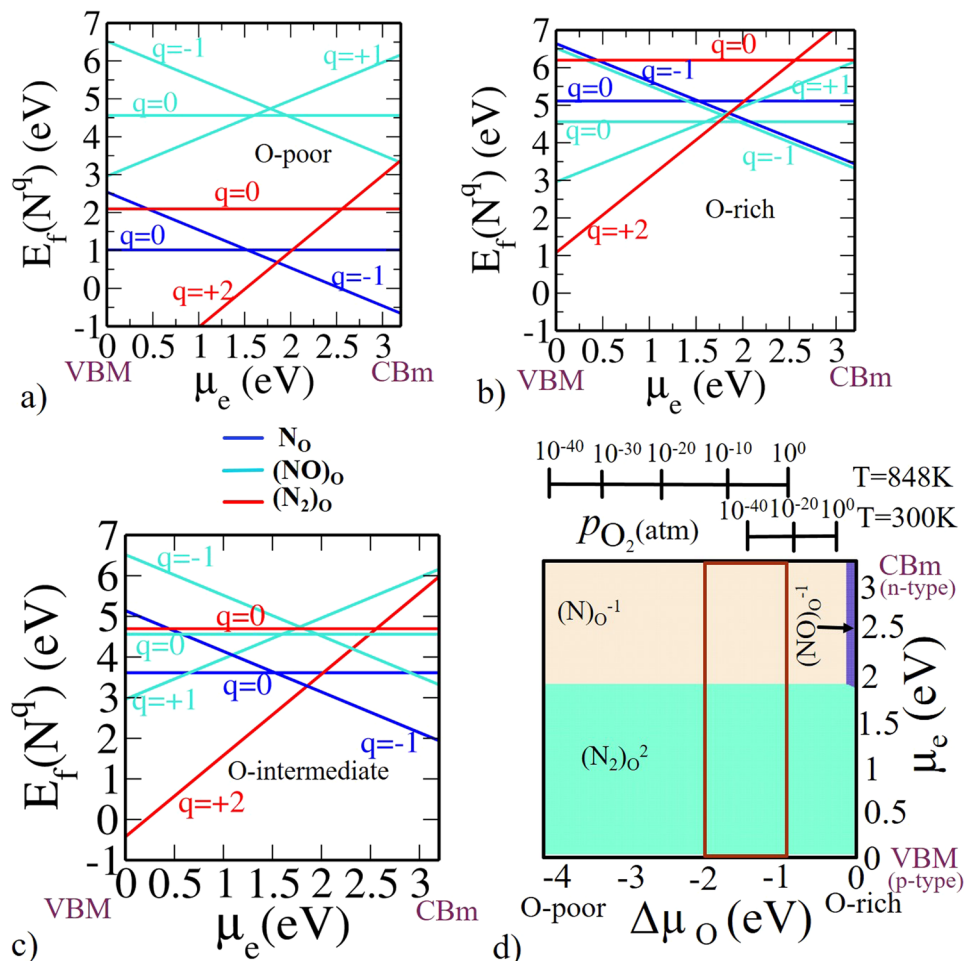 7
6
5
4
3
2
1
0
-1
E_f(N^q) (eV)
q=-1
q=+1
q=0
O-poor
q=0
q=0
q=+2
q=-1
0 0.5 1 1.5 2 2.5 3
VBM
CBm
μ_e (eV)
a)
7
6
5
4
3
2
1
0
-1
E_f(N^q) (eV)
q=0
q=-1
q=0
q=+1
q=0
q=-1
O-rich
q=+2
0 0.5 1 1.5 2 2.5 3
VBM
CBm
μ_e (eV)
b)
N_O
(NO)_O
(N_2)_O
7
6
5
4
3
2
1
0
-1
E_f(N^q) (eV)
q=-1
q=0
q=0
q=0
q=+1
q=-1
O-intermediate
q=+2
0 0.5 1 1.5 2 2.5 3
VBM
CBm
μ_e (eV)
c)
10^-40 10^-30 10^-20 10^-10 10^0
T=848K
10^-40 10^-20 10^0
T=300K
p_O_2 (atm)
(N)_O^-1
(NO)_O^-1
(N_2)_O^2
CBm
(n-type)
3
2.5
2
1.5
1
0.5
0
μ_e (eV)
VBM
(p-type)
-4 -3 -2 -1 0
O-poor
O-rich
Δμ_O (eV)
d)